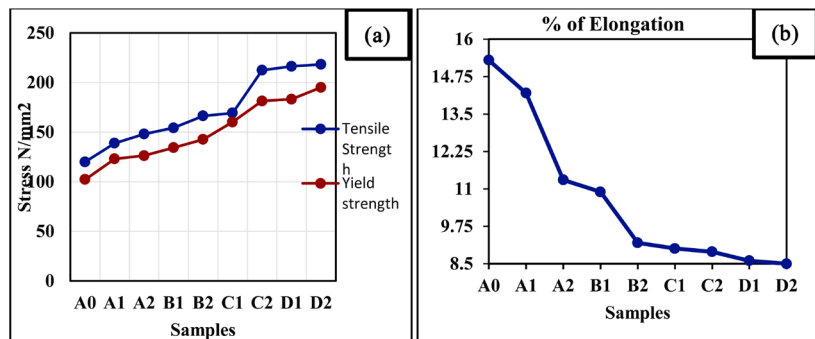 (a)
250
200
150
100
50
0
Stress N/mm2
A0 A1 A2 B1 B2 C1 C2 D1 D2
Samples
Tensile
Strengt
h
Yield
strength
(b)
% of Elongation
16
14.75
13.5
12.25
11
9.75
8.5
A0 A1 A2 B1 B2 C1 C2 D1 D2
Samples